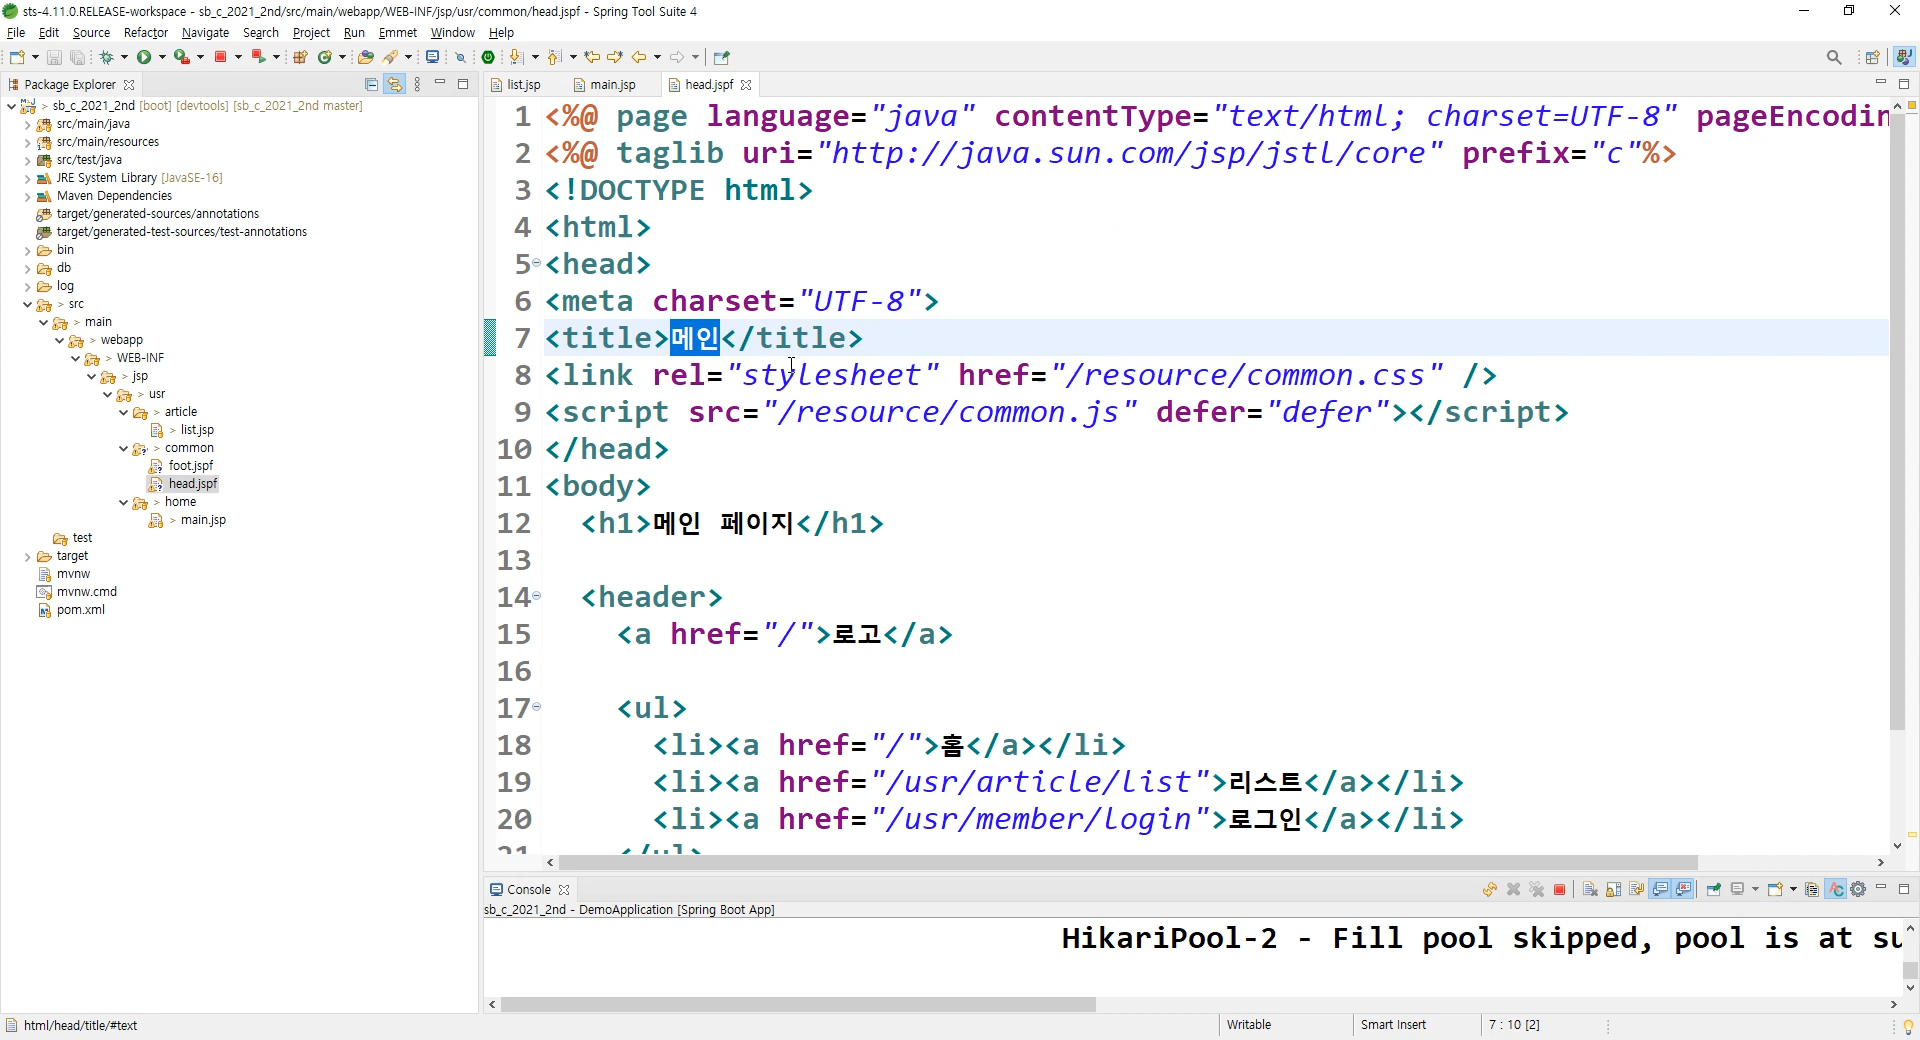 sts-4.11.0.RELEASE-workspace - sb_c_2021_2nd/src/main/webapp/WEB-INF/jsp/usr/common/head.jspf - Spring Tool Suite 4
File Edit Source Refactor Navigate Search Project Run Emmet Window Help
Package Explorer
list.jsp main.jsp head.jspf
> sb_c_2021_2nd [boot] [devtools] [sb_c_2021_2nd master]
src/main/java
src/main/resources
src/test/java
JRE System Library [JavaSE-16]
Maven Dependencies
target/generated-sources/annotations
target/generated-test-sources/test-annotations
bin
db
log
> src
> main
> webapp
> WEB-INF
> jsp
> usr
> article
> list.jsp
> common
foot.jspf
head.jspf
> home
> main.jsp
test
target
mvnw
mvnw.cmd
pom.xml
1 <%@ page language="java" contentType="text/html; charset=UTF-8" pageEncodin
2 <%@ taglib uri="http://java.sun.com/jsp/jstl/core" prefix="c"%>
3 <!DOCTYPE html>
4 <html>
5 <head>
6 <meta charset="UTF-8">
7 <title>메인</title>
8 <link rel="stylesheet" href="/resource/common.css" />
9 <script src="/resource/common.js" defer="defer"></script>
10 </head>
11 <body>
12 <h1>메인 페이지</h1>
13
14 <header>
15 <a href="/">로고</a>
16
17 <ul>
18 <li><a href="/">홈</a></li>
19 <li><a href="/usr/article/list">리스트</a></li>
20 <li><a href="/usr/member/login">로그인</a></li>
21 </ul>
Console
sb_c_2021_2nd - DemoApplication [Spring Boot App]
HikariPool-2 - Fill pool skipped, pool is at su
html/head/title/#text Writable Smart Insert 7 : 10 [2]